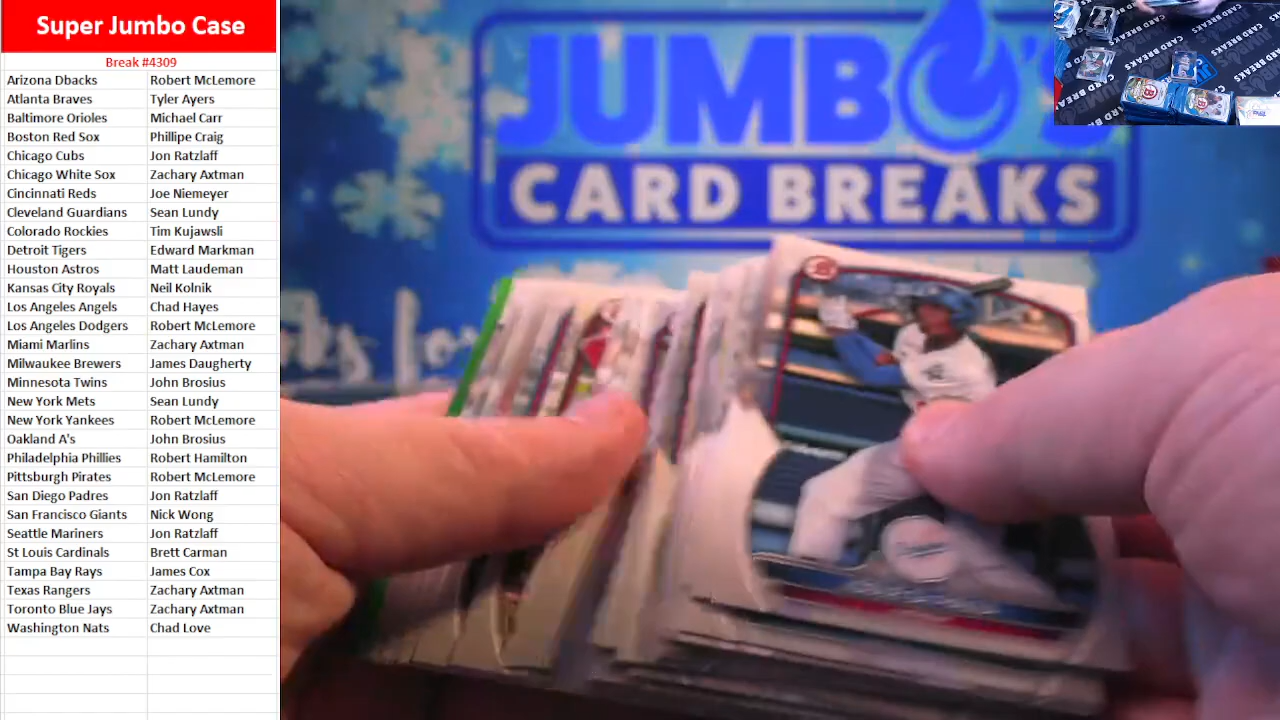 Super Jumbo Case
Break #4309
Arizona Dbacks Robert McLemore
Atlanta Braves Tyler Ayers
Baltimore Orioles Michael Carr
Boston Red Sox Phillipe Craig
Chicago Cubs Jon Ratzlaff
Chicago White Sox Zachary Axtman
Cincinnati Reds Joe Niemeyer
Cleveland Guardians Sean Lundy
Colorado Rockies Tim Kujawsli
Detroit Tigers Edward Markman
Houston Astros Matt Laudeman
Kansas City Royals Neil Kolnik
Los Angeles Angels Chad Hayes
Los Angeles Dodgers Robert McLemore
Miami Marlins Zachary Axtman
Milwaukee Brewers James Daugherty
Minnesota Twins John Brosius
New York Mets Sean Lundy
New York Yankees Robert McLemore
Oakland A's John Brosius
Philadelphia Phillies Robert Hamilton
Pittsburgh Pirates Robert McLemore
San Diego Padres Jon Ratzlaff
San Francisco Giants Nick Wong
Seattle Mariners Jon Ratzlaff
St Louis Cardinals Brett Carman
Tampa Bay Rays James Cox
Texas Rangers Zachary Axtman
Toronto Blue Jays Zachary Axtman
Washington Nats Chad Love
JUMBO'S
CARD BREAKS
CARD BREAKS